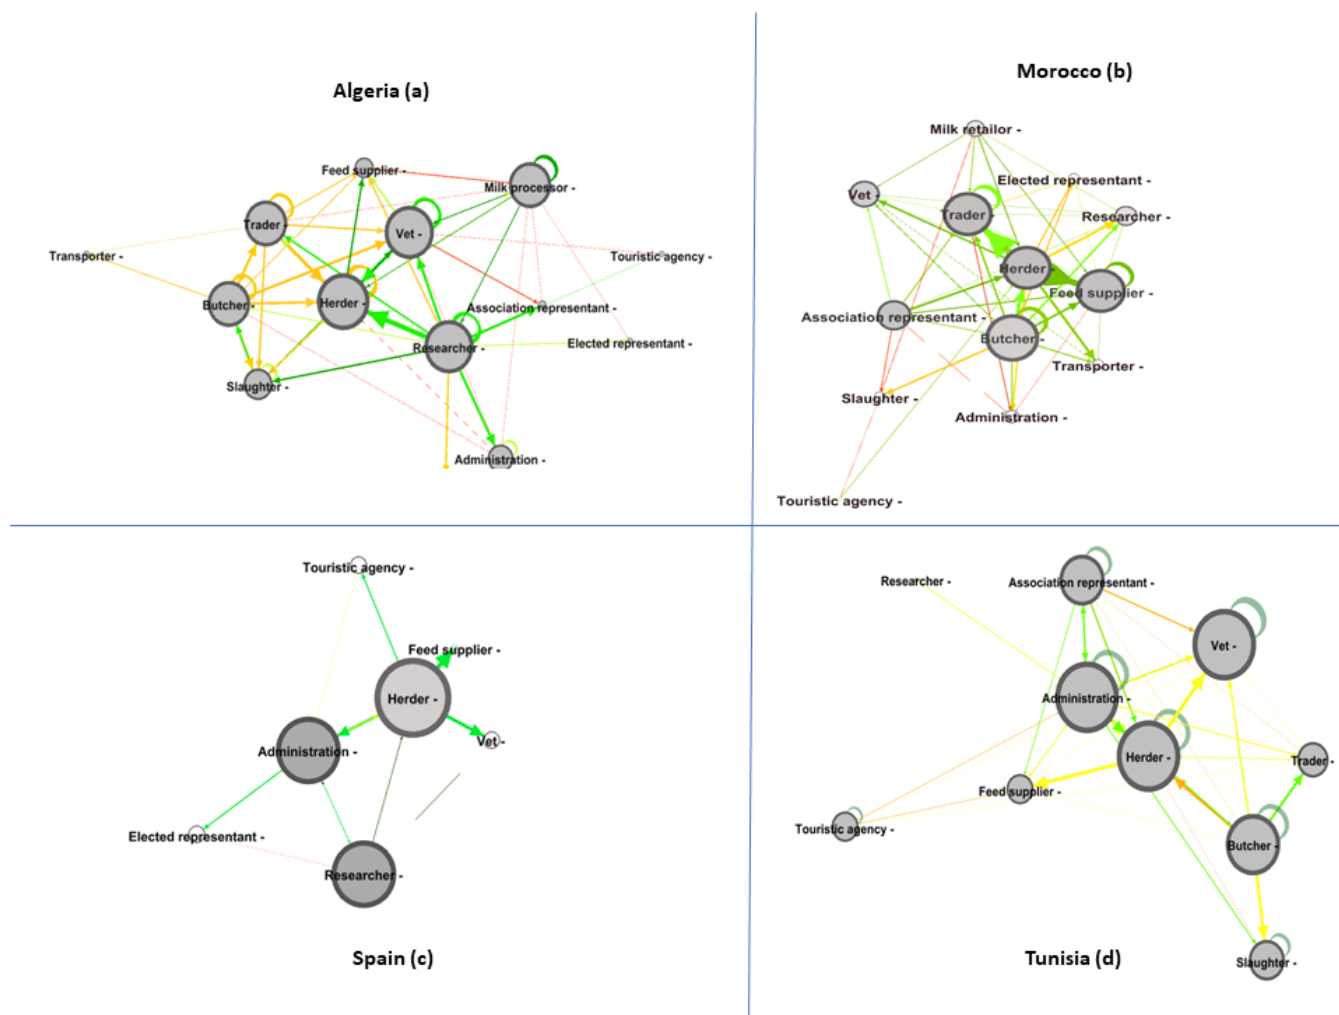 Algeria (a)
Feed supplier -
Milk processor -
Trader -
Vet -
Transporter -
Touristic agency -
Butcher -
Herder -
Association representant -
Researcher -
Elected representant -
Slaughter -
Administration -
Morocco (b)
Milk retailor -
Elected representant -
Vet -
Trader -
Researcher -
Herder -
Feed supplier -
Association representant -
Butcher -
Transporter -
Slaughter -
Administration -
Touristic agency -
Touristic agency -
Feed supplier -
Herder -
Vet -
Administration -
Elected representant -
Researcher -
Spain (c)
Researcher -
Association representant -
Vet -
Administration -
Herder -
Trader -
Feed supplier -
Touristic agency -
Butcher -
Slaughter -
Tunisia (d)